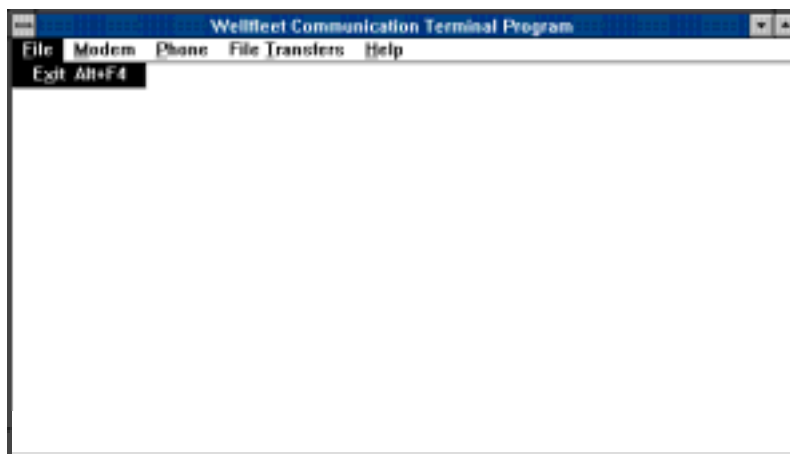 Wellfleet Communication Terminal Program
File Modem Phone File Transfers Help
Exit Alt+F4